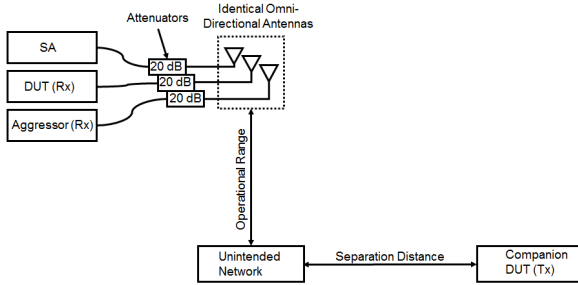 Attenuators
Identical Omni-
Directional Antennas
SA
20 dB
DUT (Rx)
20 dB
20 dB
Aggressor (Rx)
Operational Range
Unintended
Network
Separation Distance
Companion
DUT (Tx)